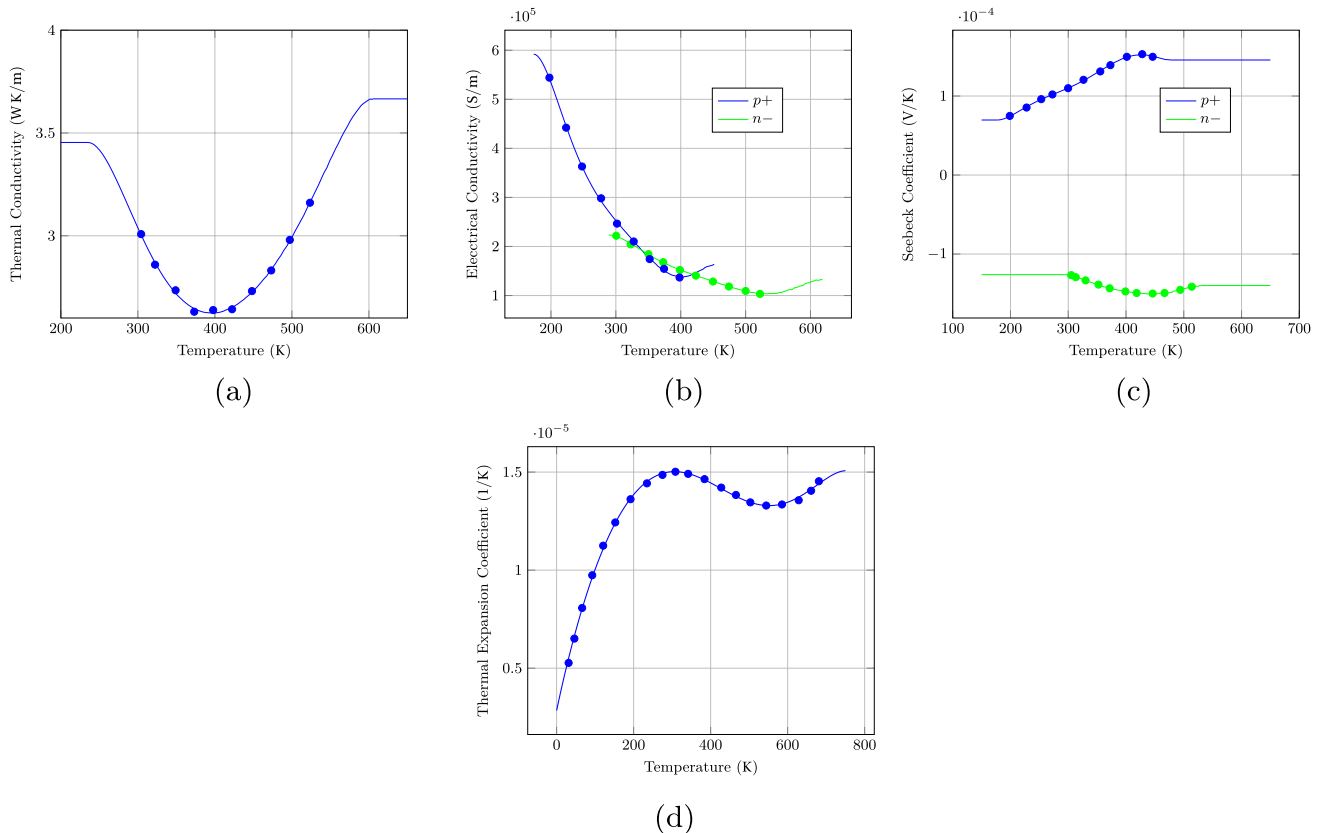 4
3.5
3
200 300 400 500 600
Thermal Conductivity (WK/m)
Temperature (K)
(a)
·10⁵
6
5
4
3
2
1
200 300 400 500 600
Elecctrical Conductivity (S/m)
Temperature (K)
p+
n−
(b)
·10⁻⁴
1
0
−1
100 200 300 400 500 600 700
Seebeck Coefficient (V/K)
Temperature (K)
p+
n−
(c)
·10⁻⁵
1.5
1
0.5
0 200 400 600 800
Thermal Expansion Coefficient (1/K)
Temperature (K)
(d)